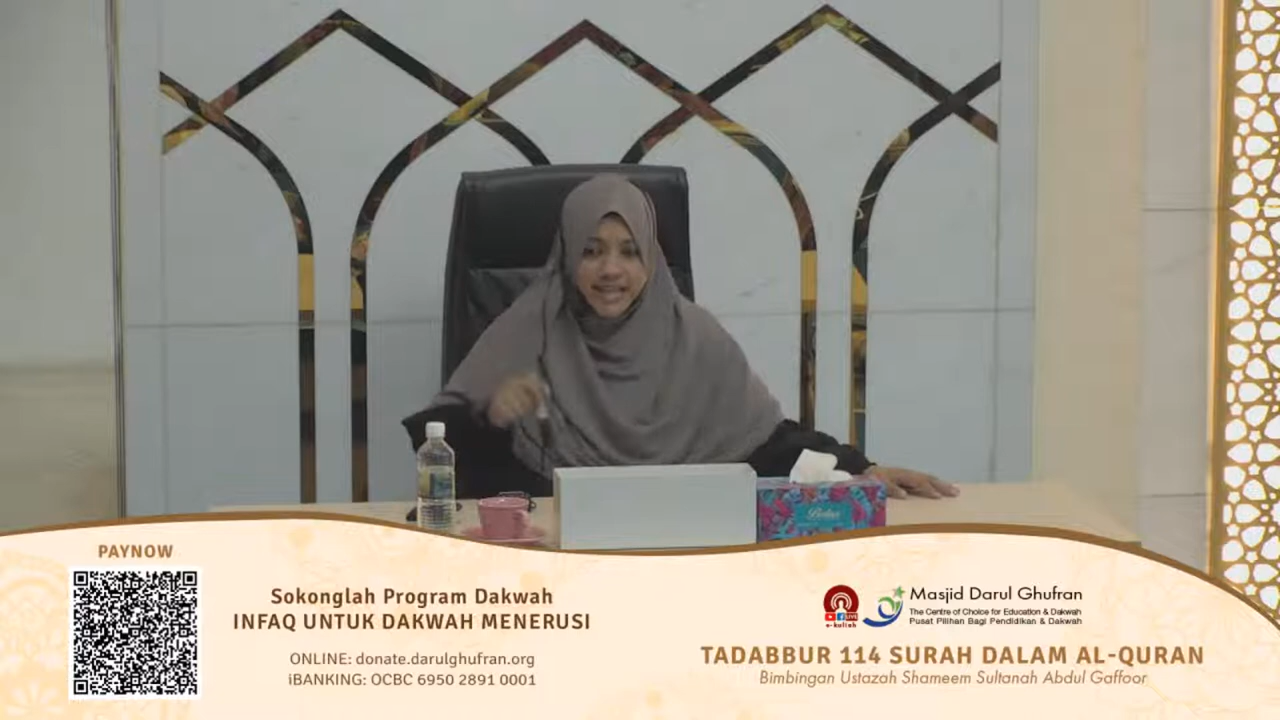 PAYNOW
Sokonglah Program Dakwah
INFAQ UNTUK DAKWAH MENERUSI
ONLINE: donate.darulghufran.org
iBANKING: OCBC 6950 2891 0001
LIVE
e-kuliah
Masjid Darul Ghufran
The Centre of Choice for Education & Dakwah
Pusat Pilihan Bagi Pendidikan & Dakwah
TADABBUR 114 SURAH DALAM AL-QURAN
Bimbingan Ustazah Shameem Sultanah Abdul Gaffoor